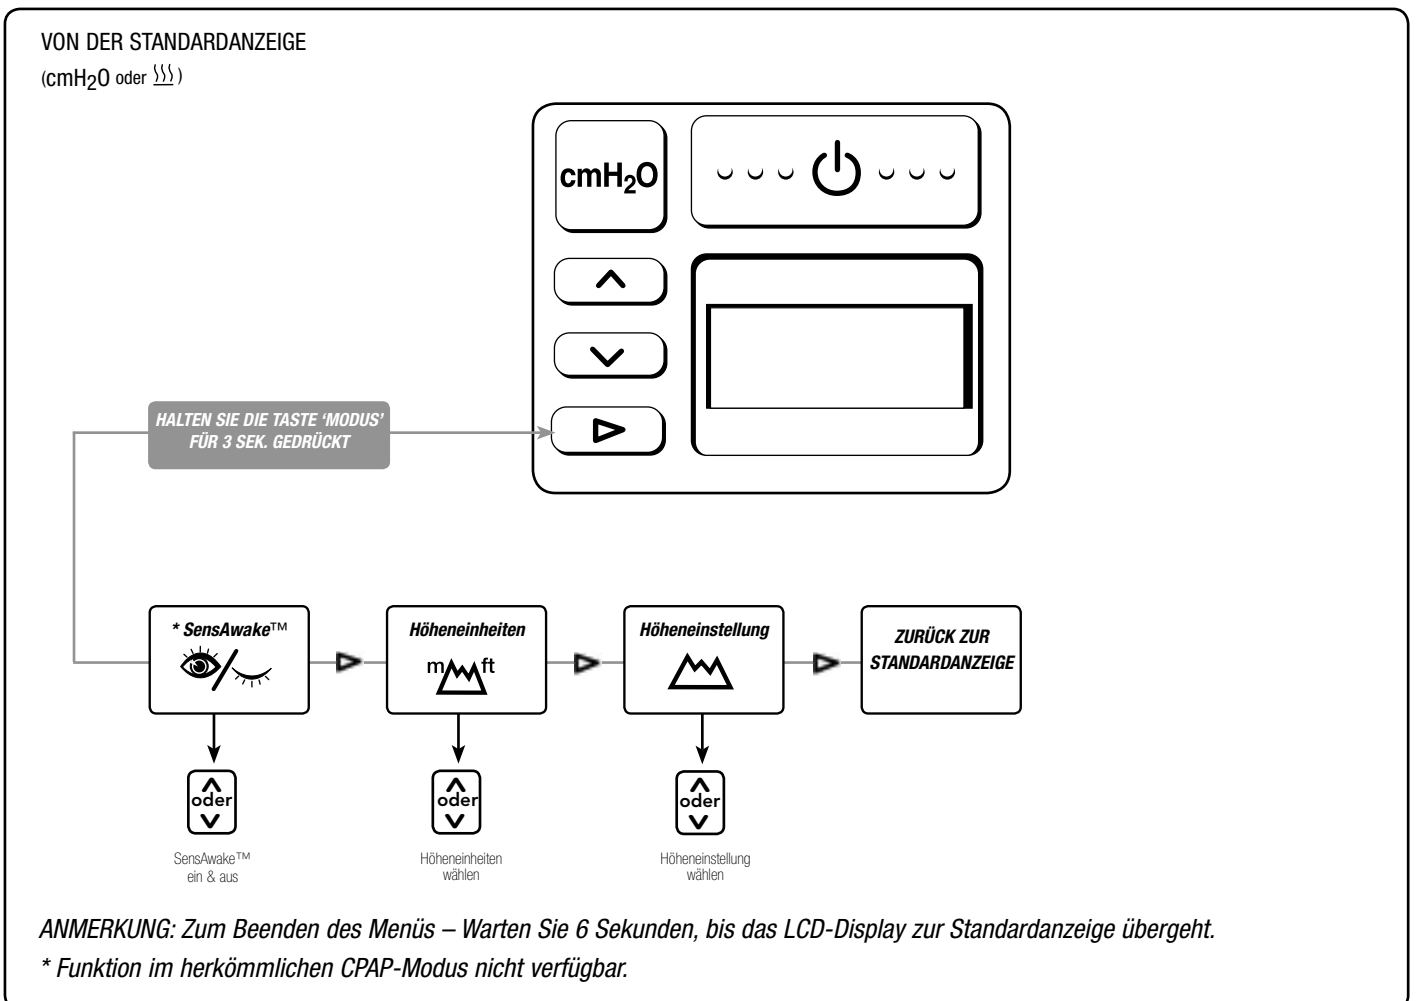 VON DER STANDARDANZEIGE
(cmH₂O oder )
cmH₂O
HALTEN SIE DIE TASTE ‘MODUS’
FÜR 3 SEK. GEDRÜCKT
* SensAwake™
Höheneinheiten
m ft
Höheneinstellung
ZURÜCK ZUR
STANDARDANZEIGE
oder
oder
oder
SensAwake™
ein & aus
Höheneinheiten
wählen
Höheneinstellung
wählen
ANMERKUNG: Zum Beenden des Menüs – Warten Sie 6 Sekunden, bis das LCD-Display zur Standardanzeige übergeht.
* Funktion im herkömmlichen CPAP-Modus nicht verfügbar.